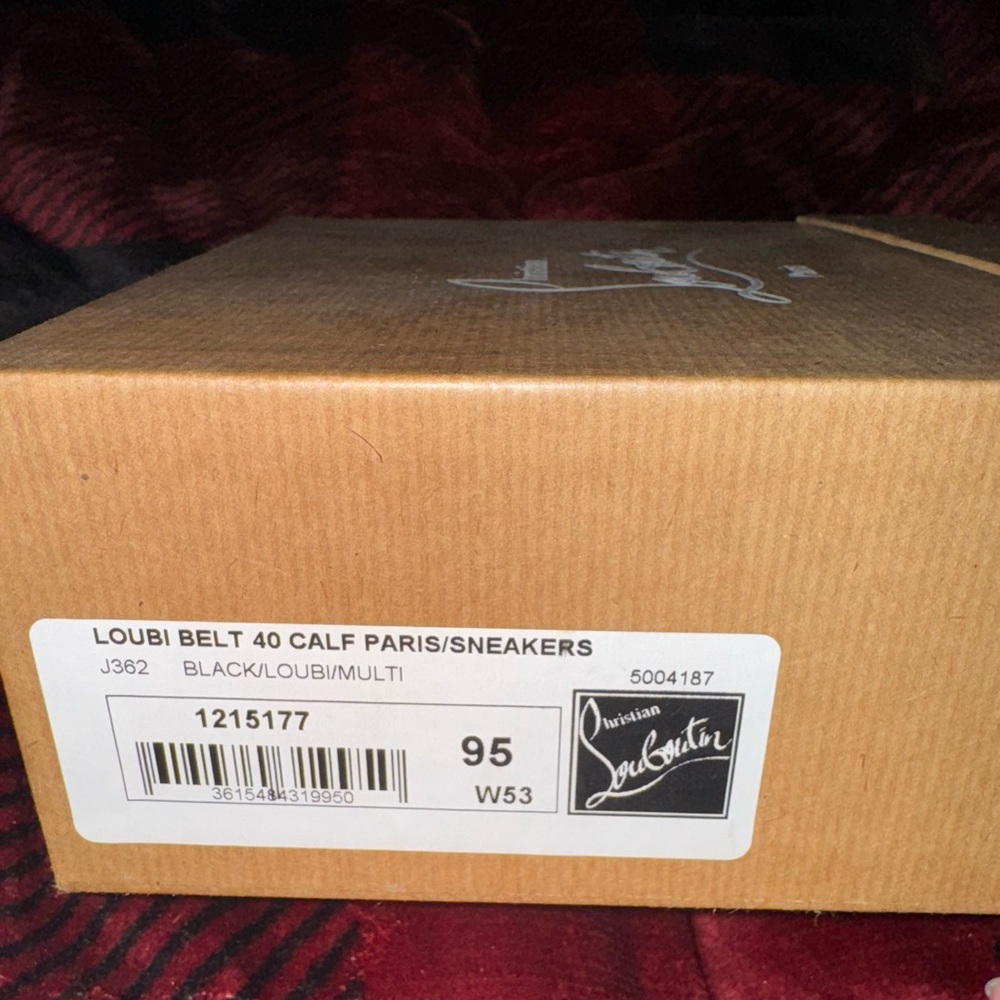 LOUBI BELT 40 CALF PARIS/SNEAKERS
J362 BLACK/LOUBI/MULTI
5004187
1215177
95
3615484319950
W53
Christian
Louboutin